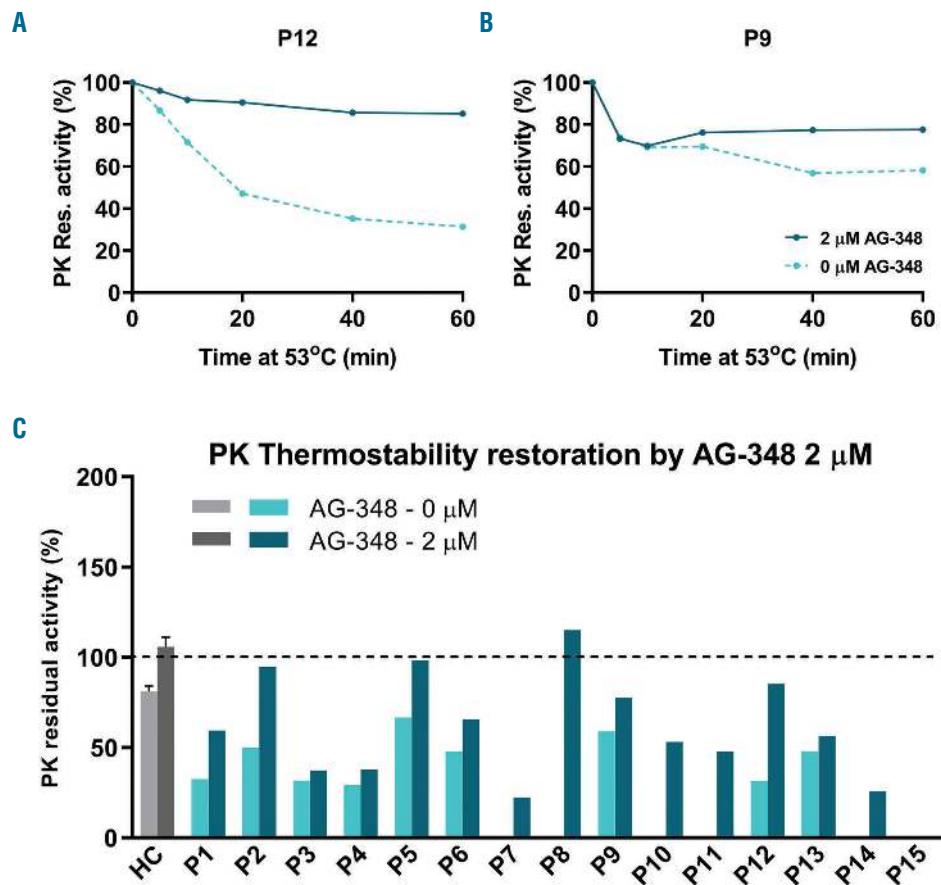 A
P12
PK Res. activity (%)
100
80
60
40
20
0
0 20 40 60
Time at 53°C (min)
B
P9
PK Res. activity (%)
100
80
60
40
20
0
2 μM AG-348
0 μM AG-348
0 20 40 60
Time at 53°C (min)
C
PK Thermostability restoration by AG-348 2 μM
PK residual activity (%)
200
150
100
50
0
AG-348 - 0 μM
AG-348 - 2 μM
HC P1 P2 P3 P4 P5 P6 P7 P8 P9 P10 P11 P12 P13 P14 P15